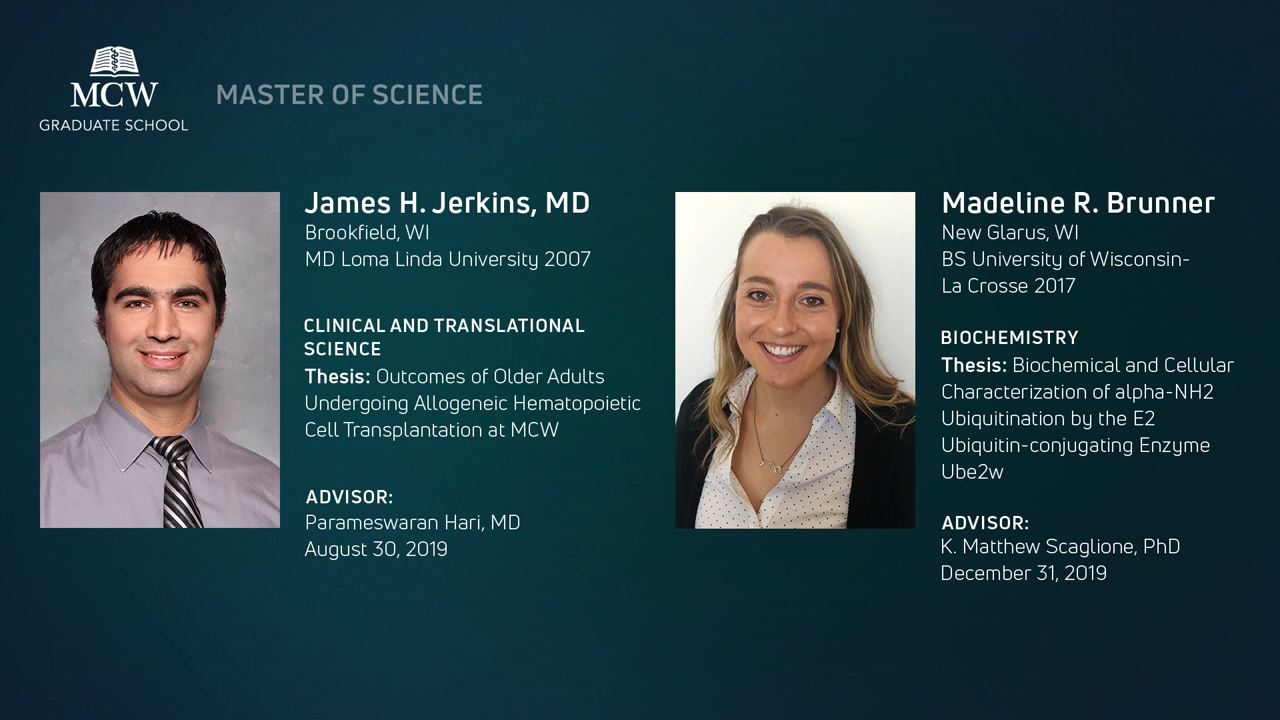 MCW
GRADUATE SCHOOL
MASTER OF SCIENCE
James H. Jerkins, MD
Brookfield, WI
MD Loma Linda University 2007
CLINICAL AND TRANSLATIONAL
SCIENCE
Thesis: Outcomes of Older Adults
Undergoing Allogeneic Hematopoietic
Cell Transplantation at MCW
ADVISOR:
Parameswaran Hari, MD
August 30, 2019
Madeline R. Brunner
New Glarus, WI
BS University of Wisconsin-
La Crosse 2017
BIOCHEMISTRY
Thesis: Biochemical and Cellular
Characterization of alpha-NH2
Ubiquitination by the E2
Ubiquitin-conjugating Enzyme
Ube2w
ADVISOR:
K. Matthew Scaglione, PhD
December 31, 2019